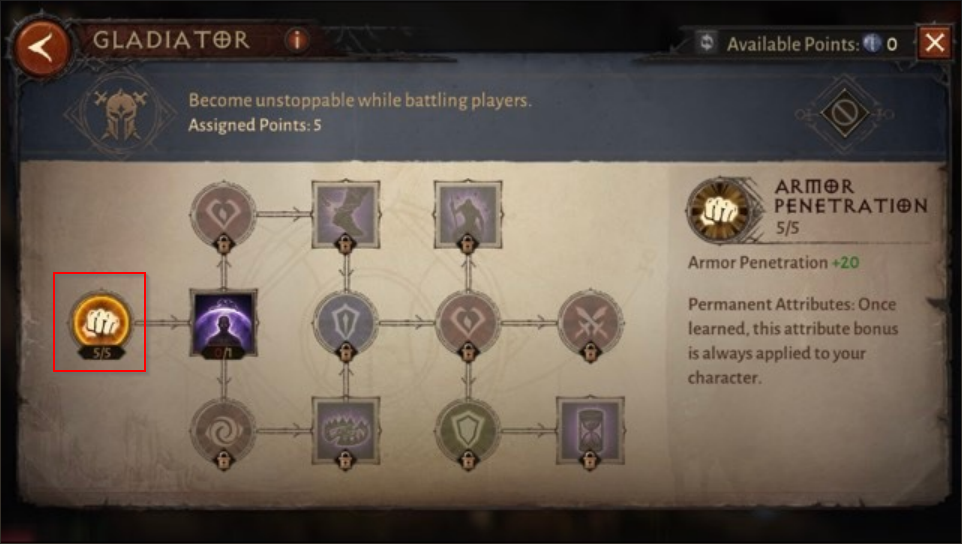 GLADIATOR i
Available Points: 0
Become unstoppable while battling players.
Assigned Points: 5
ARMOR
PENETRATION
5/5
Armor Penetration +20
Permanent Attributes: Once
learned, this attribute bonus
is always applied to your
character.
5/5
0/1